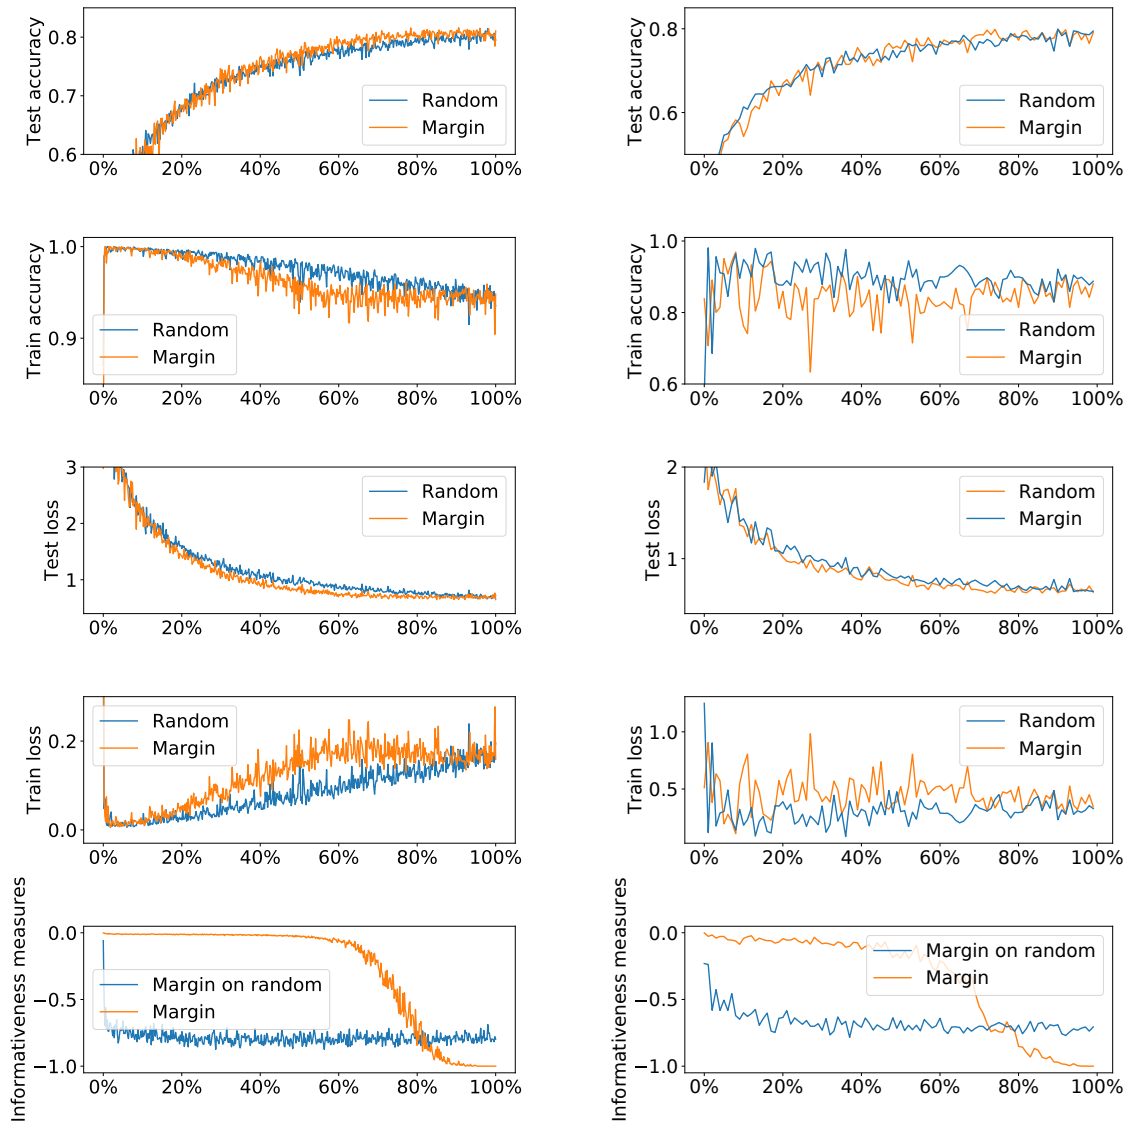 Test accuracy
0.8
0.7
0.6
Random
Margin
0% 20% 40% 60% 80% 100%
Test accuracy
0.8
0.6
Random
Margin
0% 20% 40% 60% 80% 100%
Train accuracy
1.0
0.9
Random
Margin
0% 20% 40% 60% 80% 100%
Train accuracy
1.0
0.9
0.8
0.6
Random
Margin
0% 20% 40% 60% 80% 100%
Test loss
3
2
1
Random
Margin
0% 20% 40% 60% 80% 100%
Test loss
2
1
Random
Margin
0% 20% 40% 60% 80% 100%
Train loss
0.2
0.0
Random
Margin
0% 20% 40% 60% 80% 100%
Train loss
1.0
0.5
Random
Margin
0% 20% 40% 60% 80% 100%
Informativeness measures
0.0
−0.5
−1.0
Margin on random
Margin
0% 20% 40% 60% 80% 100%
Informativeness measures
0.0
−0.5
−1.0
Margin on random
Margin
0% 20% 40% 60% 80% 100%